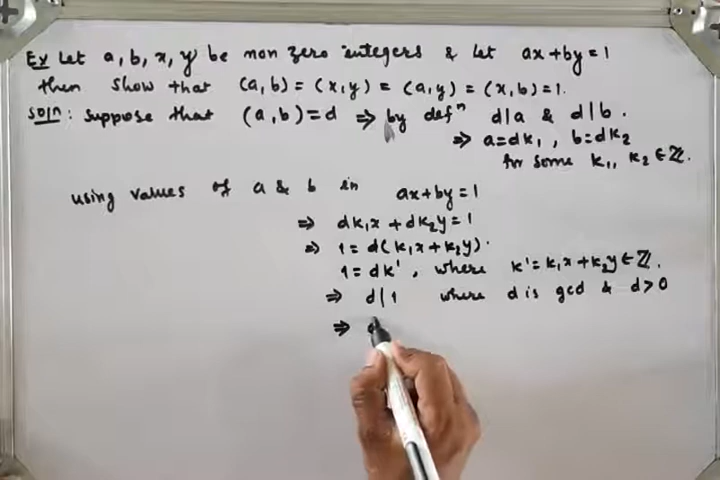 Ex Let a, b, x, y be non zero integers & let ax+by=1
then show that (a,b) = (x,y) = (a,y) = (x,b) = 1.
Soln: Suppose that (a,b)=d ⇒ by defⁿ d|a & d|b.
⇒ a=dk₁, b=dk₂
for some k₁, k₂ ∈ ℤ.
using values of a & b in ax+by=1
⇒ dk₁x + dk₂y=1
⇒ 1=d(k₁x+k₂y).
1=dk', where k'=k₁x+k₂y∈ℤ.
⇒ d|1 where d is gcd & d>0
⇒